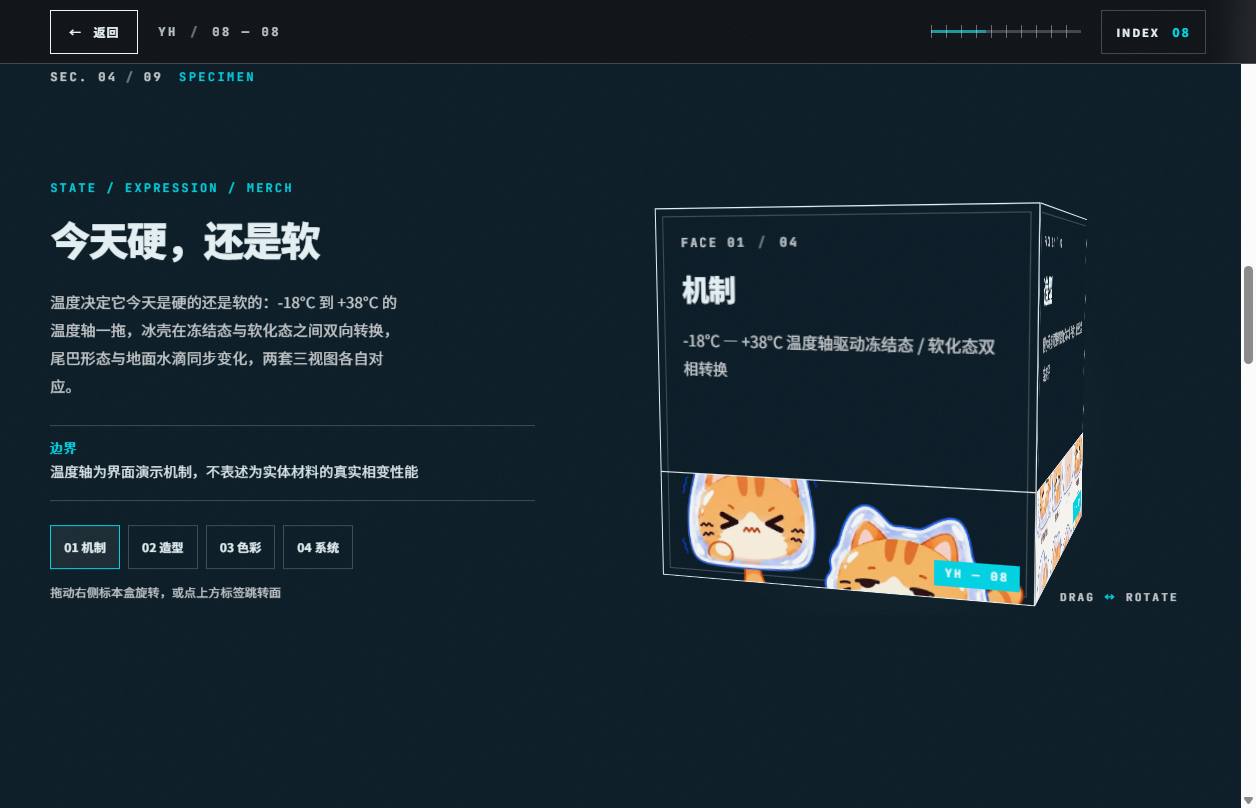 ← 返回
YH / 08 — 08
INDEX 08
SEC. 04 / 09 SPECIMEN
STATE / EXPRESSION / MERCH
今天硬，还是软
温度决定它今天是硬的还是软的：-18℃ 到 +38℃ 的
温度轴一拖，冰壳在冻结态与软化态之间双向转换，
尾巴形态与地面水滴同步变化，两套三视图各自对
应。
边界
温度轴为界面演示机制，不表述为实体材料的真实相变性能
01 机制
02 造型
03 色彩
04 系统
拖动右侧标本盒旋转，或点上方标签跳转面
FACE 01 / 04
机制
-18℃ — +38℃ 温度轴驱动冻结态 / 软化态双
相转换
YH — 08
DRAG ↔ ROTATE